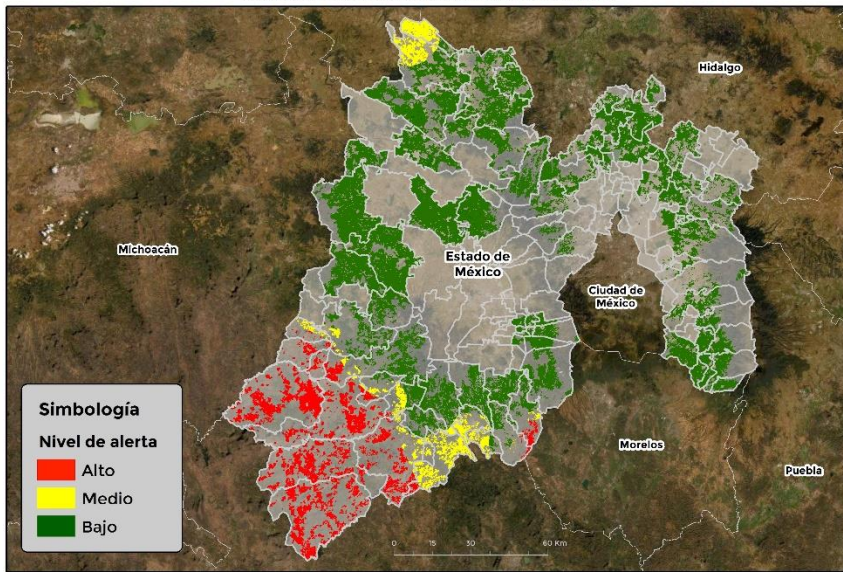 Hidalgo
Michoacán
Estado de
México
Ciudad de
México
Simbología
Nivel de alerta
Alto
Medio
Bajo
Morelos
Puebla
0 15 30 60 Km